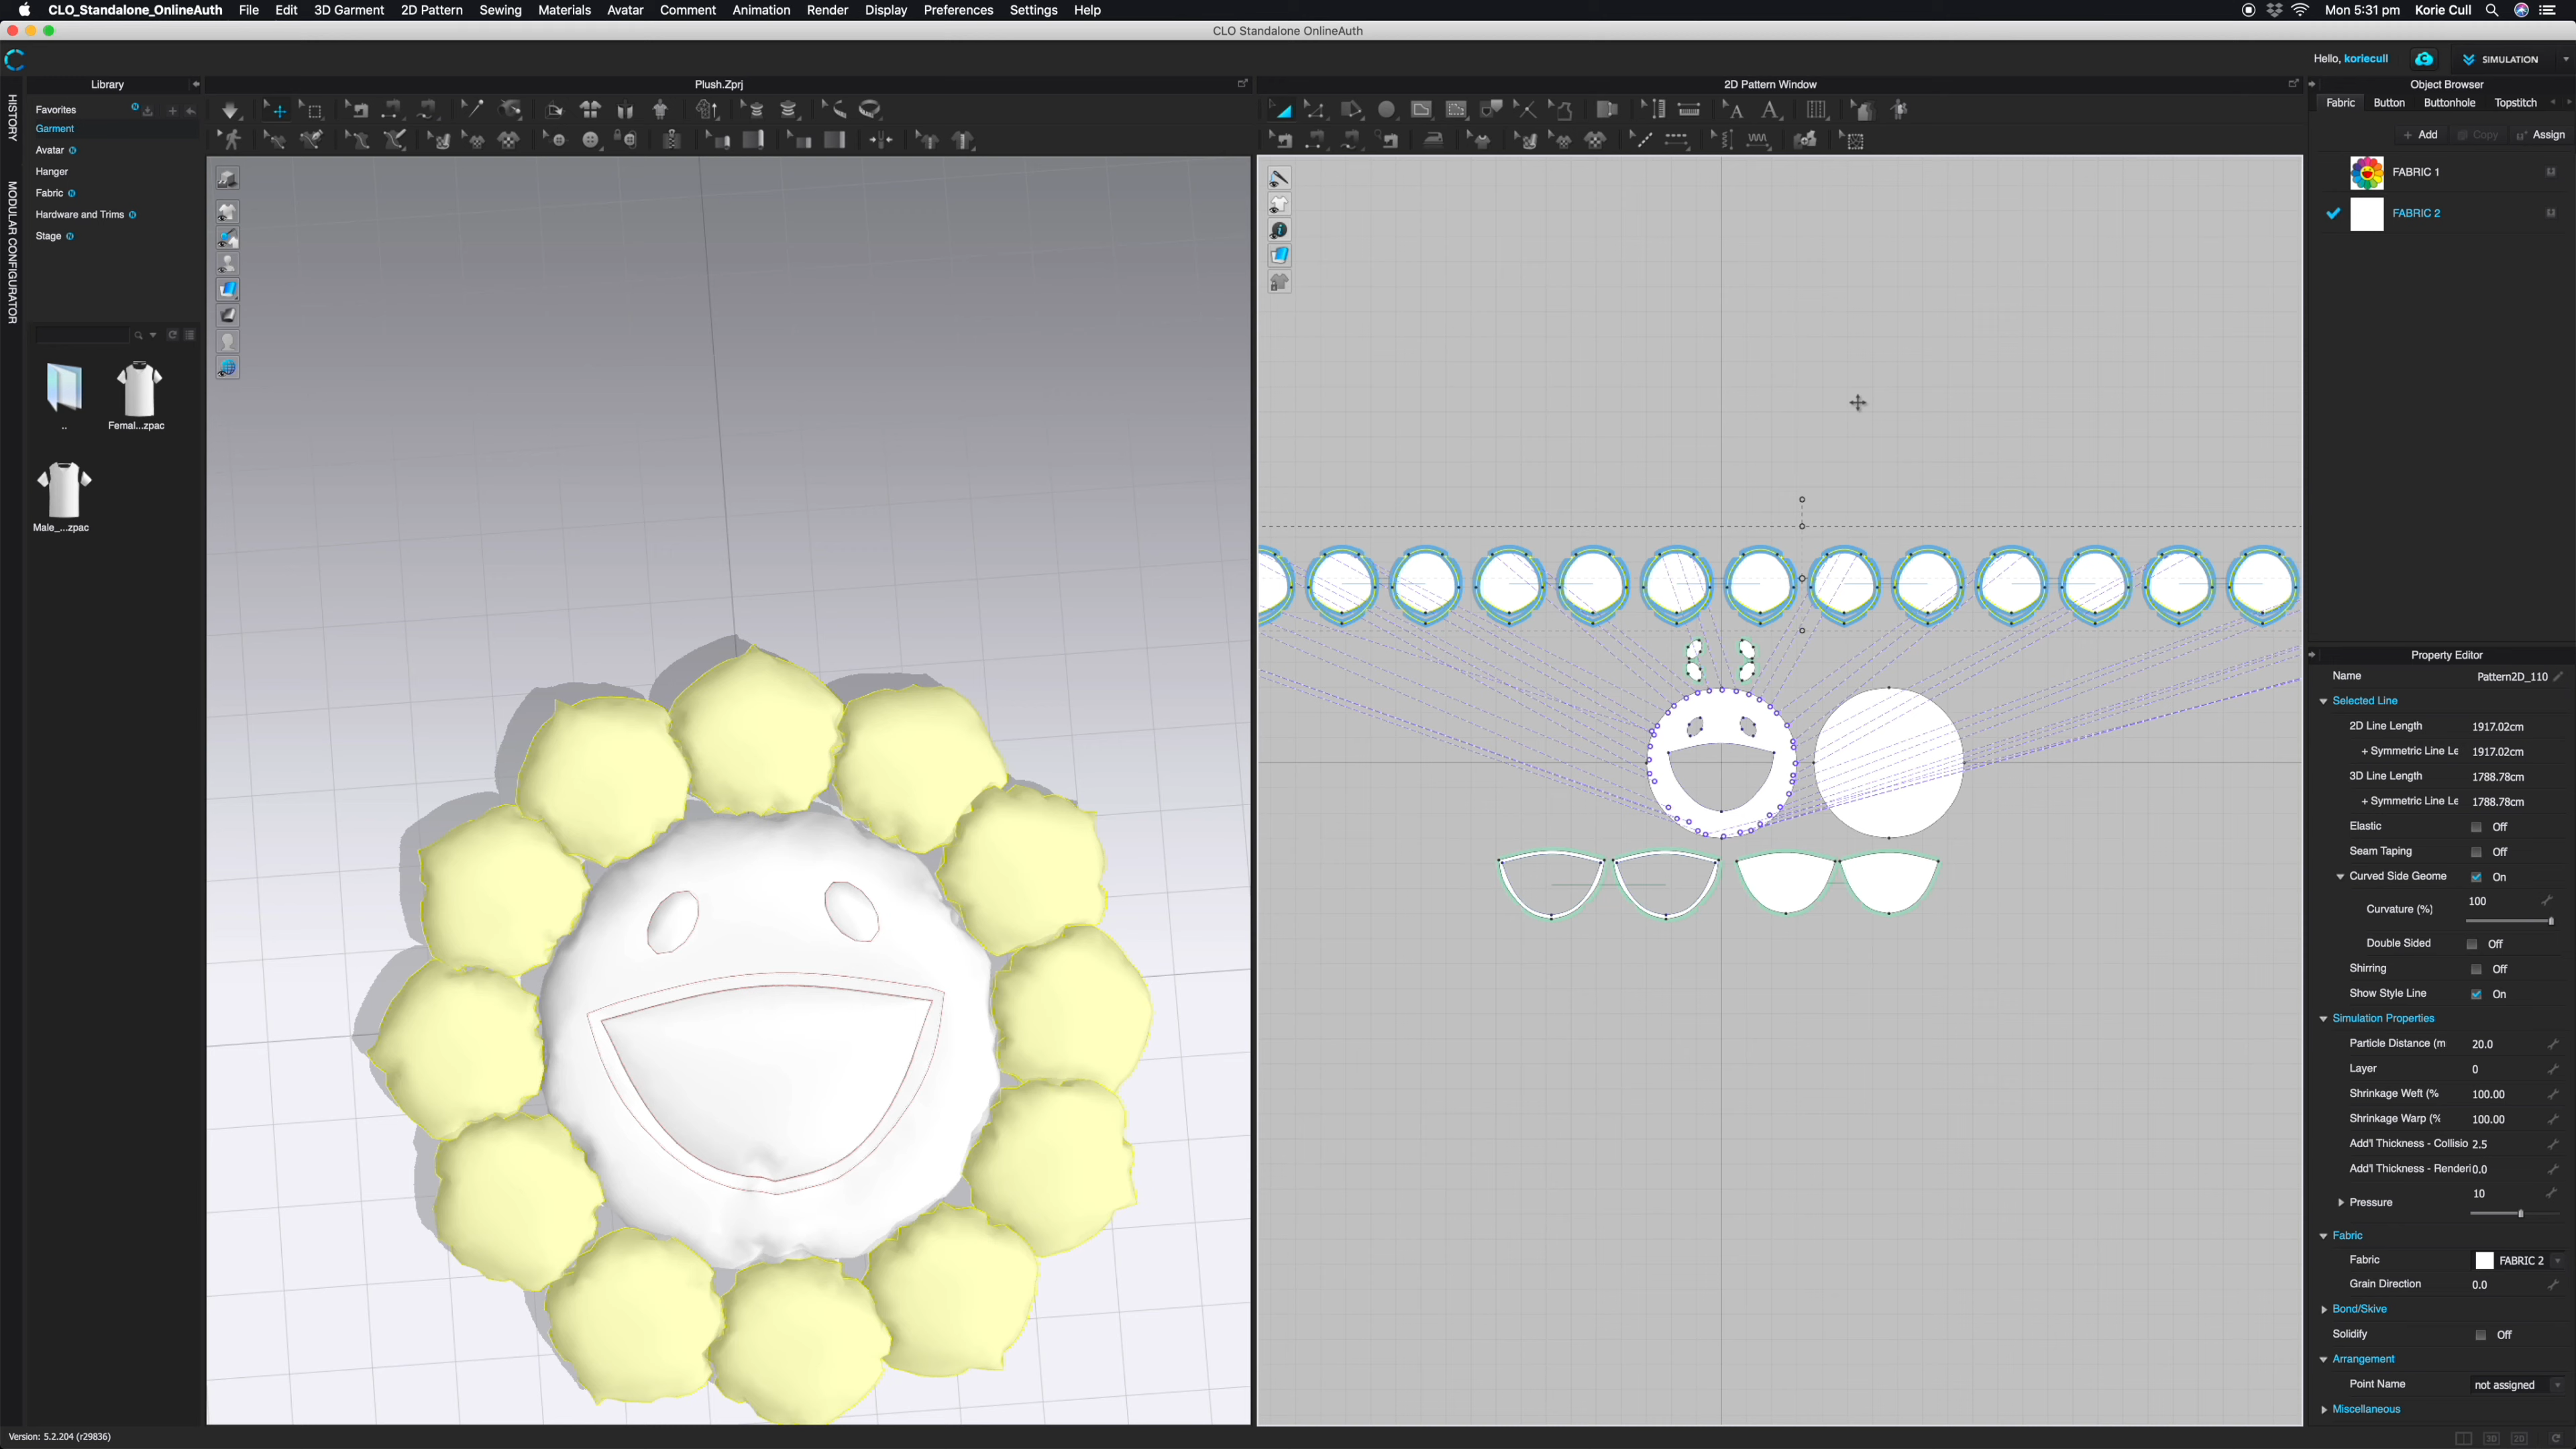 CLO_Standalone_OnlineAuth File Edit 3D Garment 2D Pattern Sewing Materials Avatar Comment Animation Render Display Preferences Settings Help Mon 5:31 pm Korie Cull
CLO Standalone OnlineAuth
Hello, koriecull SIMULATION
HISTORY
MODULAR CONFIGURATOR
Library
Favorites
Garment
Avatar
Hanger
Fabric
Hardware and Trims
Stage
..
Femal...zpac
Male_...zpac
Plush.Zprj
2D Pattern Window
Object Browser
Fabric Button Buttonhole Topstitch
+ Add Copy Assign
FABRIC 1
FABRIC 2
Property Editor
Name Pattern2D_110
Selected Line
2D Line Length 1917.02cm
+ Symmetric Line Le 1917.02cm
3D Line Length 1788.78cm
+ Symmetric Line Le 1788.78cm
Elastic Off
Seam Taping Off
Curved Side Geome On
Curvature (%) 100
Double Sided Off
Shirring Off
Show Style Line On
Simulation Properties
Particle Distance (m 20.0
Layer 0
Shrinkage Weft (% 100.00
Shrinkage Warp (% 100.00
Add'l Thickness - Collisio 2.5
Add'l Thickness - Renderi 0.0
Pressure 10
Fabric
Fabric FABRIC 2
Grain Direction 0.0
Bond/Skive
Solidify Off
Arrangement
Point Name not assigned
Miscellaneous
Version: 5.2.204 (r29836)
3D 2D